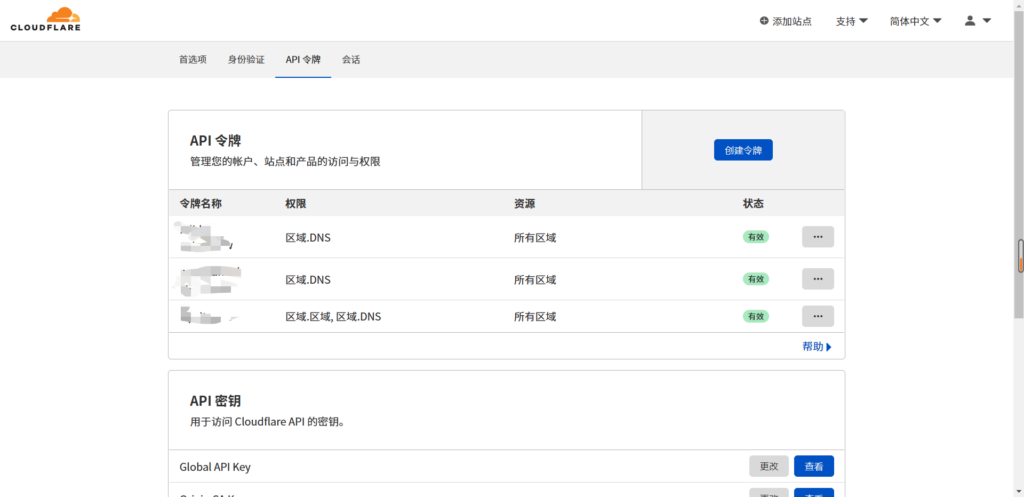 CLOUDFLARE
添加站点 支持 简体中文
首选项 身份验证 API 令牌 会话
API 令牌
管理您的帐户、站点和产品的访问与权限
创建令牌
令牌名称 权限 资源 状态
区域.DNS 所有区域 有效 ...
区域.DNS 所有区域 有效 ...
区域.区域, 区域.DNS 所有区域 有效 ...
帮助
API 密钥
用于访问 Cloudflare API 的密钥。
Global API Key 更改 查看